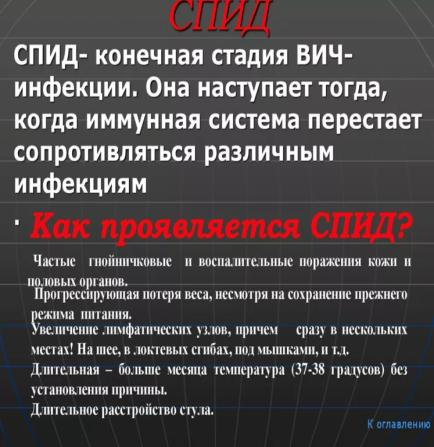 СПИД
СПИД- конечная стадия ВИЧ-
инфекции. Она наступает тогда,
когда иммунная система перестает
сопротивляться различным
инфекциям
· Как проявляется СПИД?
Частые гнойничковые и воспалительные поражения кожи и
половых органов.
Прогрессирующая потеря веса, несмотря на сохранение прежнего
режима питания.
Увеличение лимфатических узлов, причем сразу в нескольких
местах! На шее, в локтевых сгибах, под мышками, и т.д.
Длительная – больше месяца температура (37-38 градусов) без
установления причины.
Длительное расстройство стула.
К оглавлению